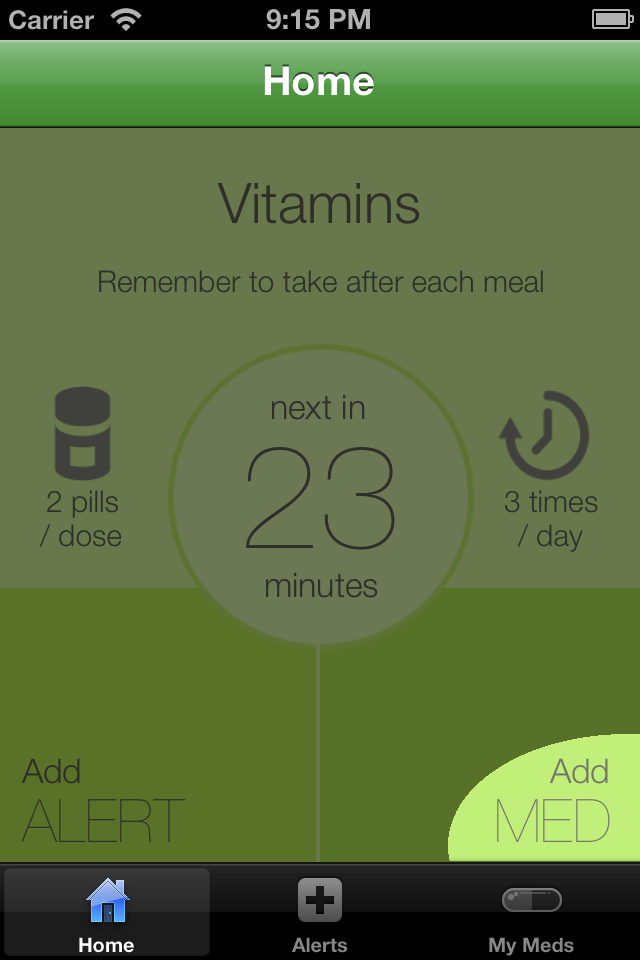 Carrier 9:15 PM
Home
Vitamins
Remember to take after each meal
next in
23
minutes
2 pills
/ dose
3 times
/ day
Add
ALERT
Add
MED
Home Alerts My Meds